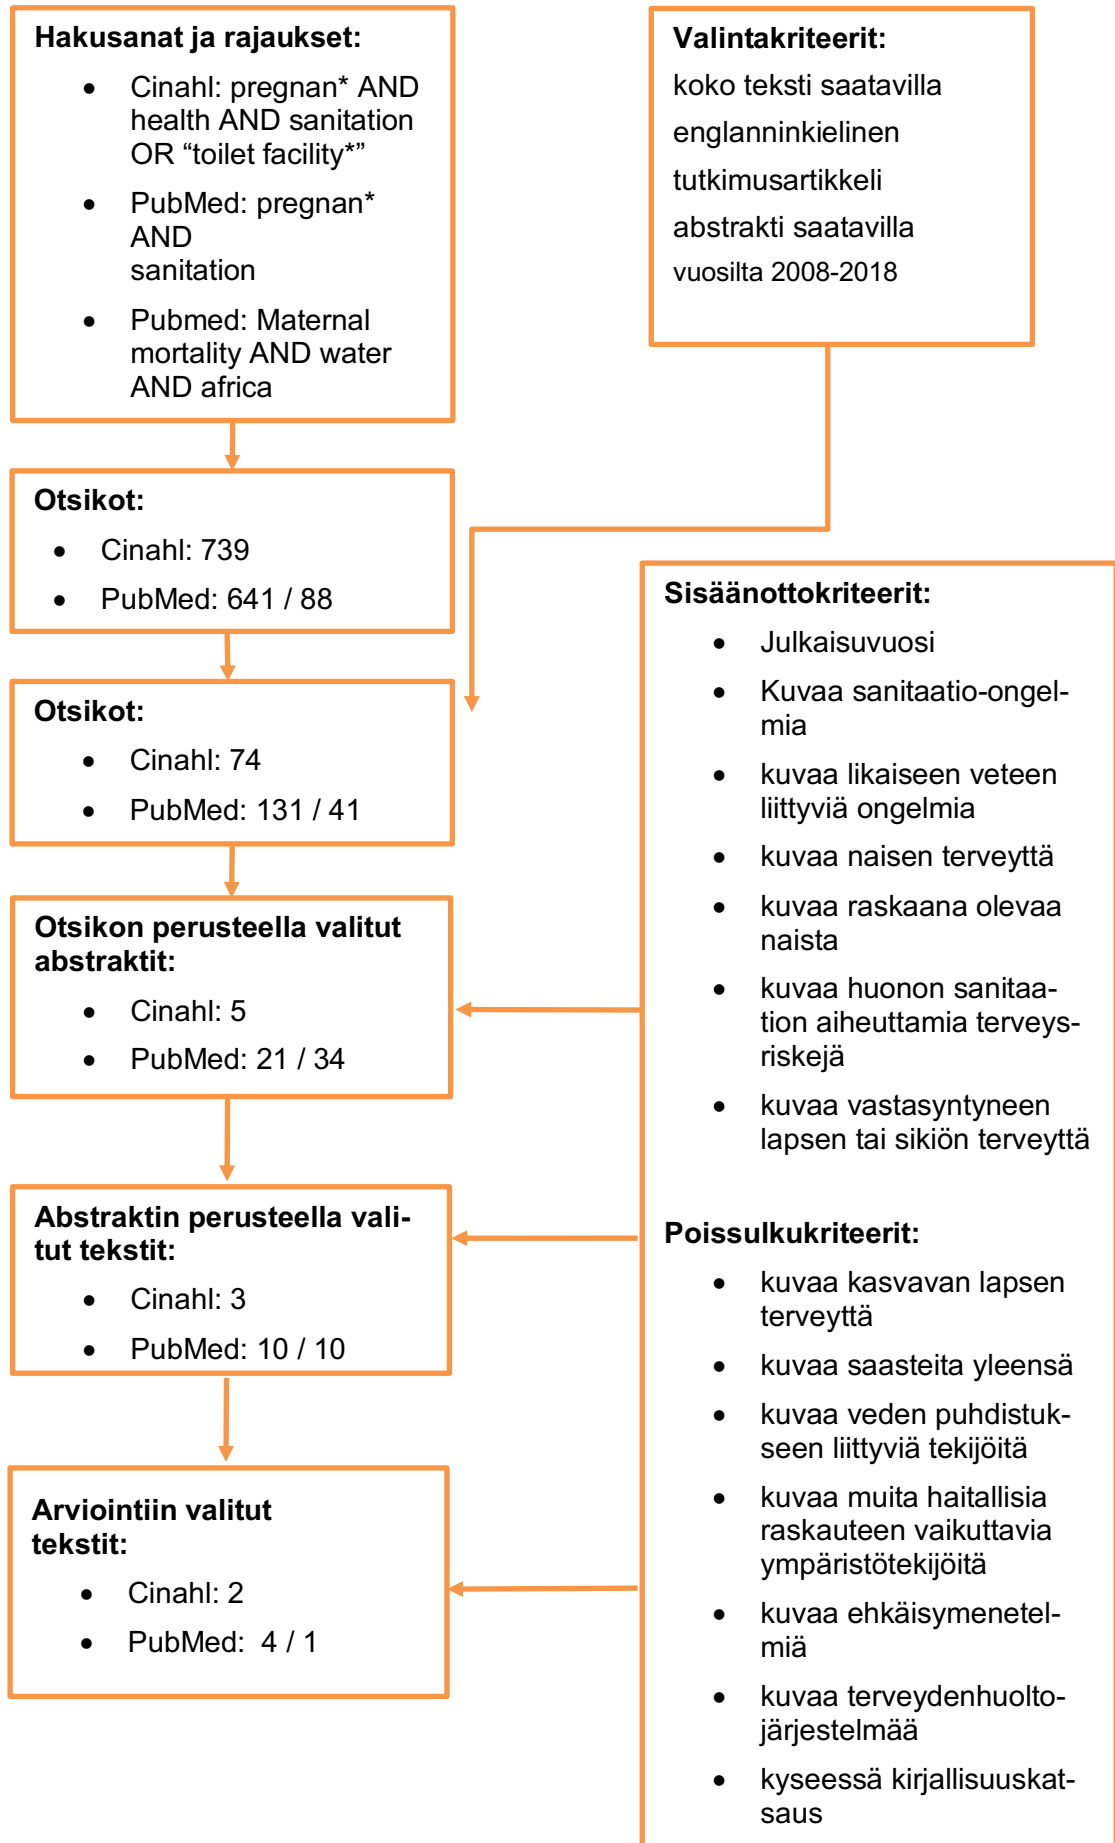 Hakusanat ja rajaukset:
• Cinahl: pregnan* AND
health AND sanitation
OR “toilet facility*”
• PubMed: pregnan*
AND
sanitation
• Pubmed: Maternal
mortality AND water
AND africa
Valintakriteerit:
koko teksti saatavilla
englanninkielinen
tutkimusartikkeli
abstrakti saatavilla
vuosilta 2008-2018
Otsikot:
• Cinahl: 739
• PubMed: 641 / 88
Otsikot:
• Cinahl: 74
• PubMed: 131 / 41
Otsikon perusteella valitut
abstraktit:
• Cinahl: 5
• PubMed: 21 / 34
Abstraktin perusteella vali-
tut tekstit:
• Cinahl: 3
• PubMed: 10 / 10
Arviointiin valitut
tekstit:
• Cinahl: 2
• PubMed: 4 / 1
Sisäänottokriteerit:
• Julkaisuvuosi
• Kuvaa sanitaatio-ongel-
mia
• kuvaa likaiseen veteen
liittyviä ongelmia
• kuvaa naisen terveyttä
• kuvaa raskaana olevaa
naista
• kuvaa huonon sanitaa-
tion aiheuttamia terveys-
riskejä
• kuvaa vastasyntyneen
lapsen tai sikiön terveyttä
Poissulkukriteerit:
• kuvaa kasvavan lapsen
terveyttä
• kuvaa saasteita yleensä
• kuvaa veden puhdistuk-
seen liittyviä tekijöitä
• kuvaa muita haitallisia
raskauteen vaikuttavia
ympäristötekijöitä
• kuvaa ehkäisymenetel-
miä
• kuvaa terveydenhuolto-
järjestelmää
• kyseessä kirjallisuuskat-
saus